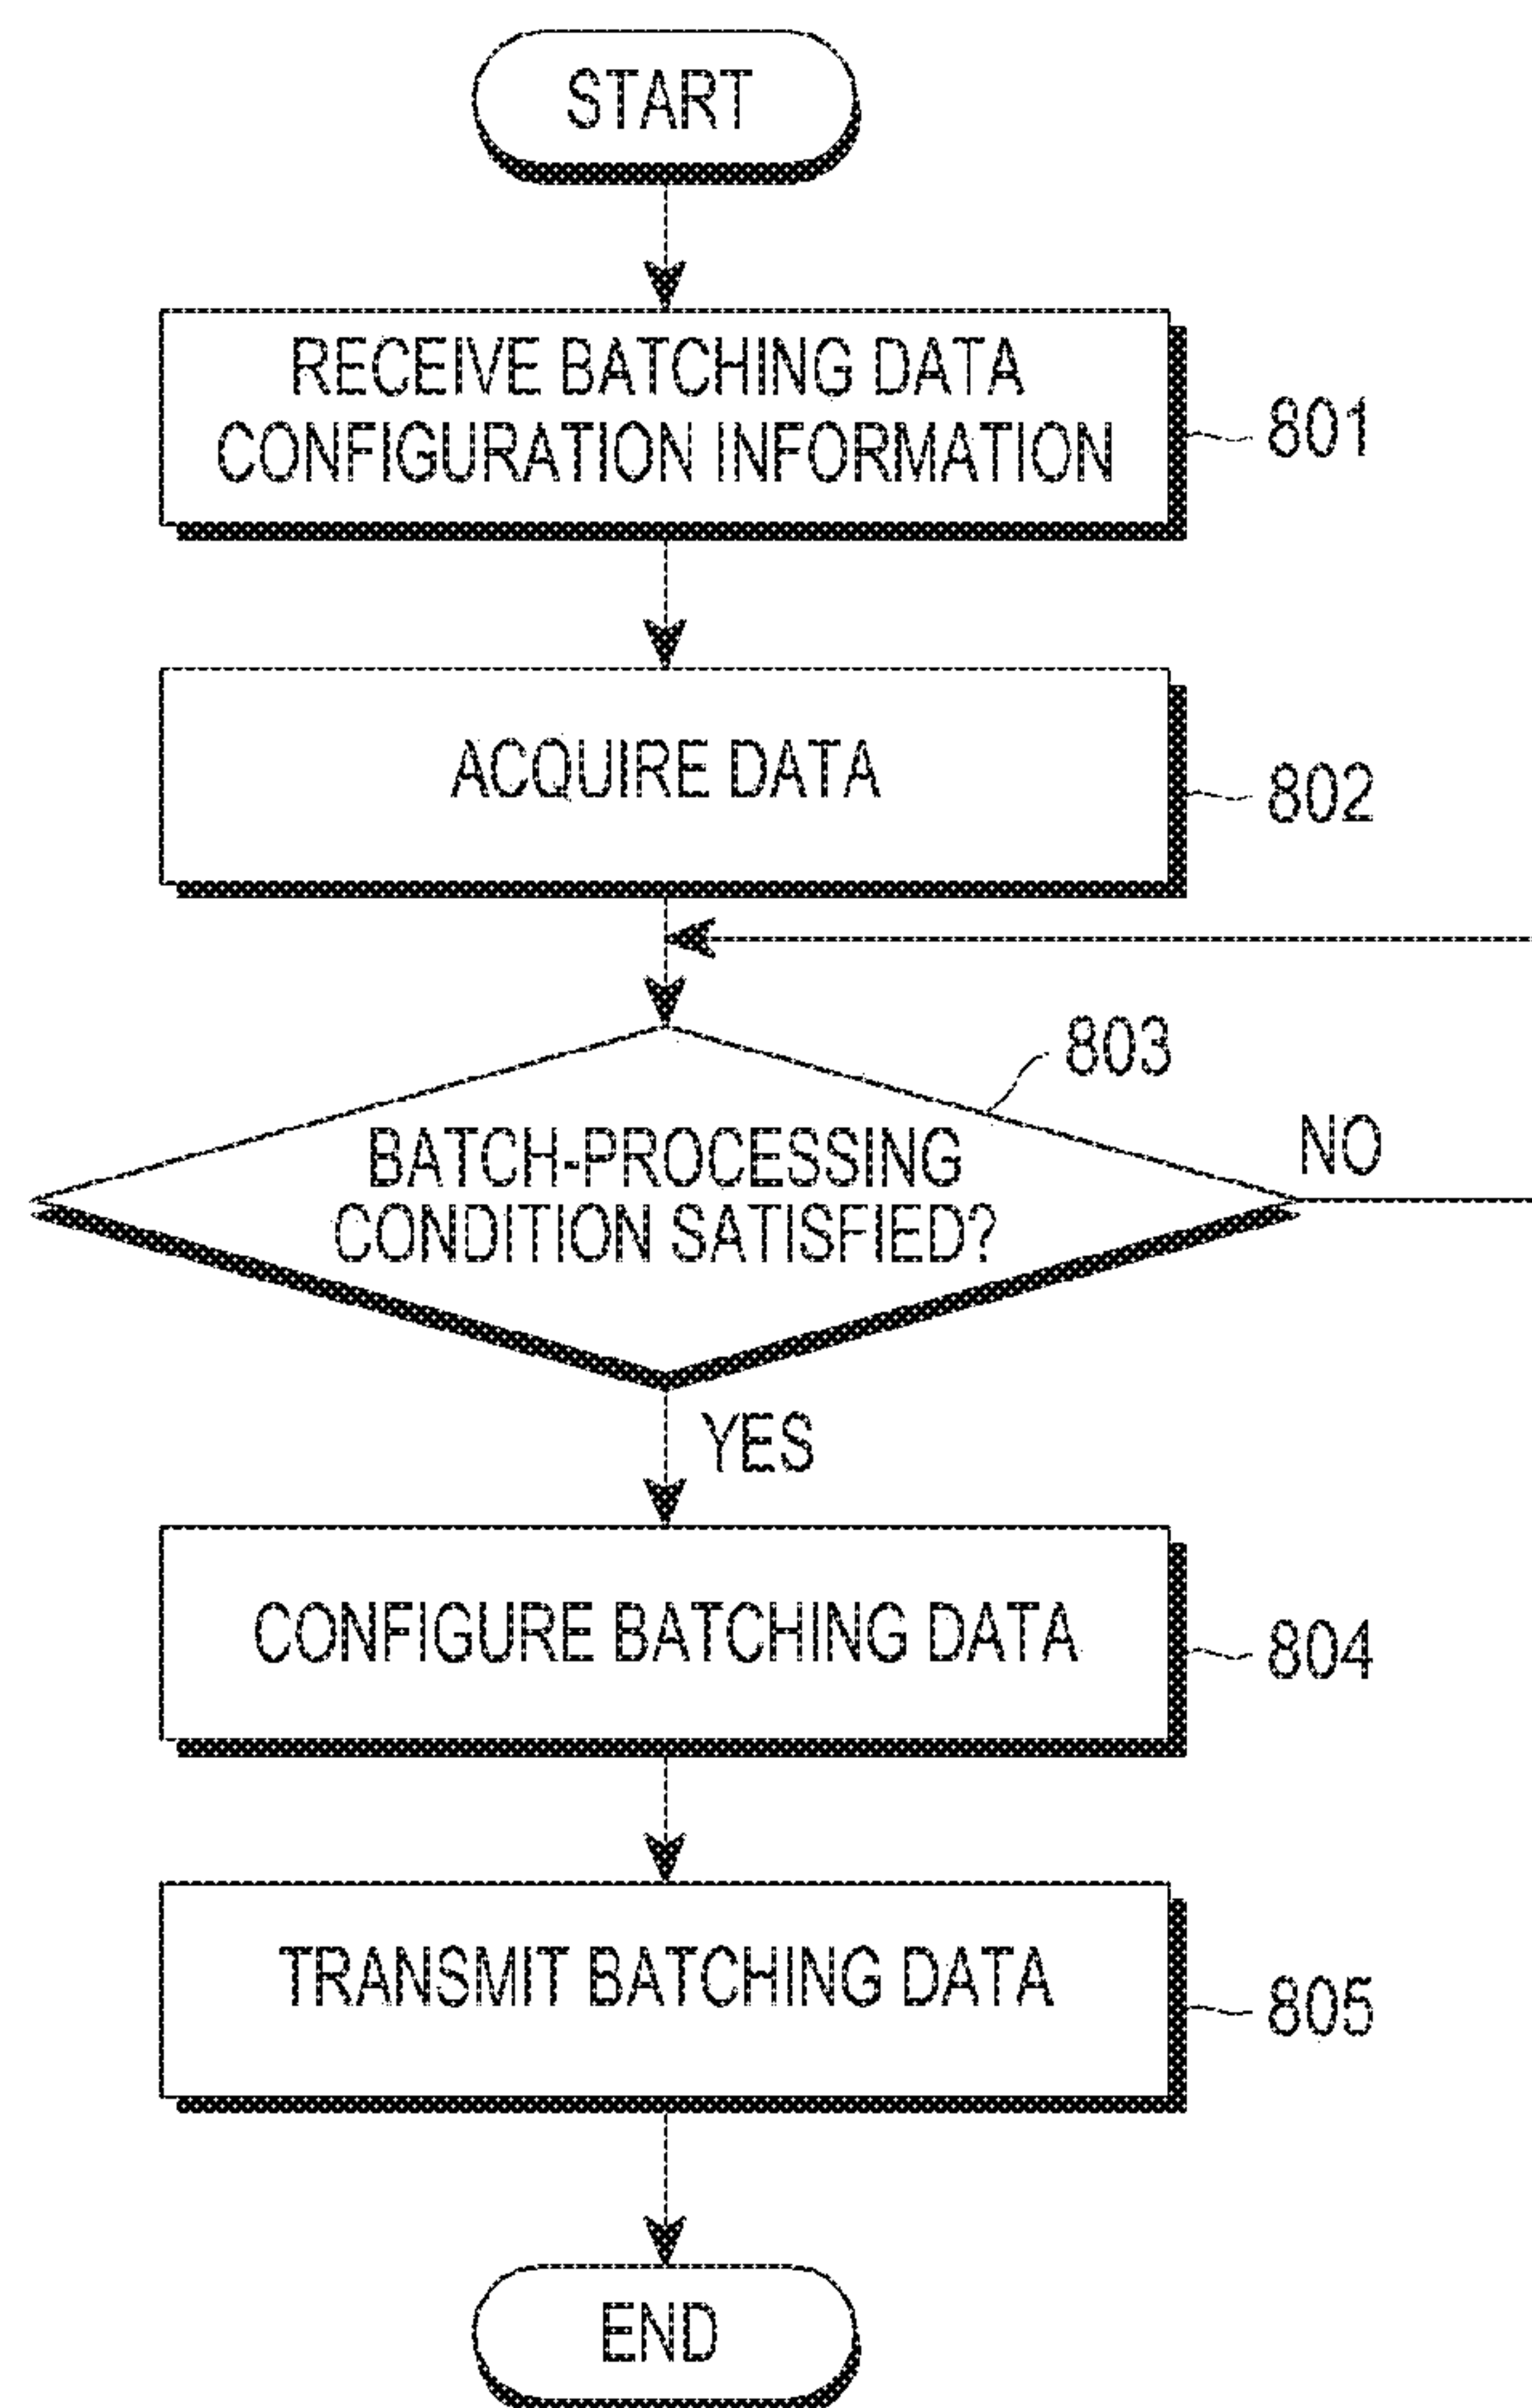 START
RECEIVE BATCHING DATA
CONFIGURATION INFORMATION
801
ACQUIRE DATA
802
803
BATCH-PROCESSING
CONDITION SATISFIED?
NO
YES
CONFIGURE BATCHING DATA
804
TRANSMIT BATCHING DATA
805
END